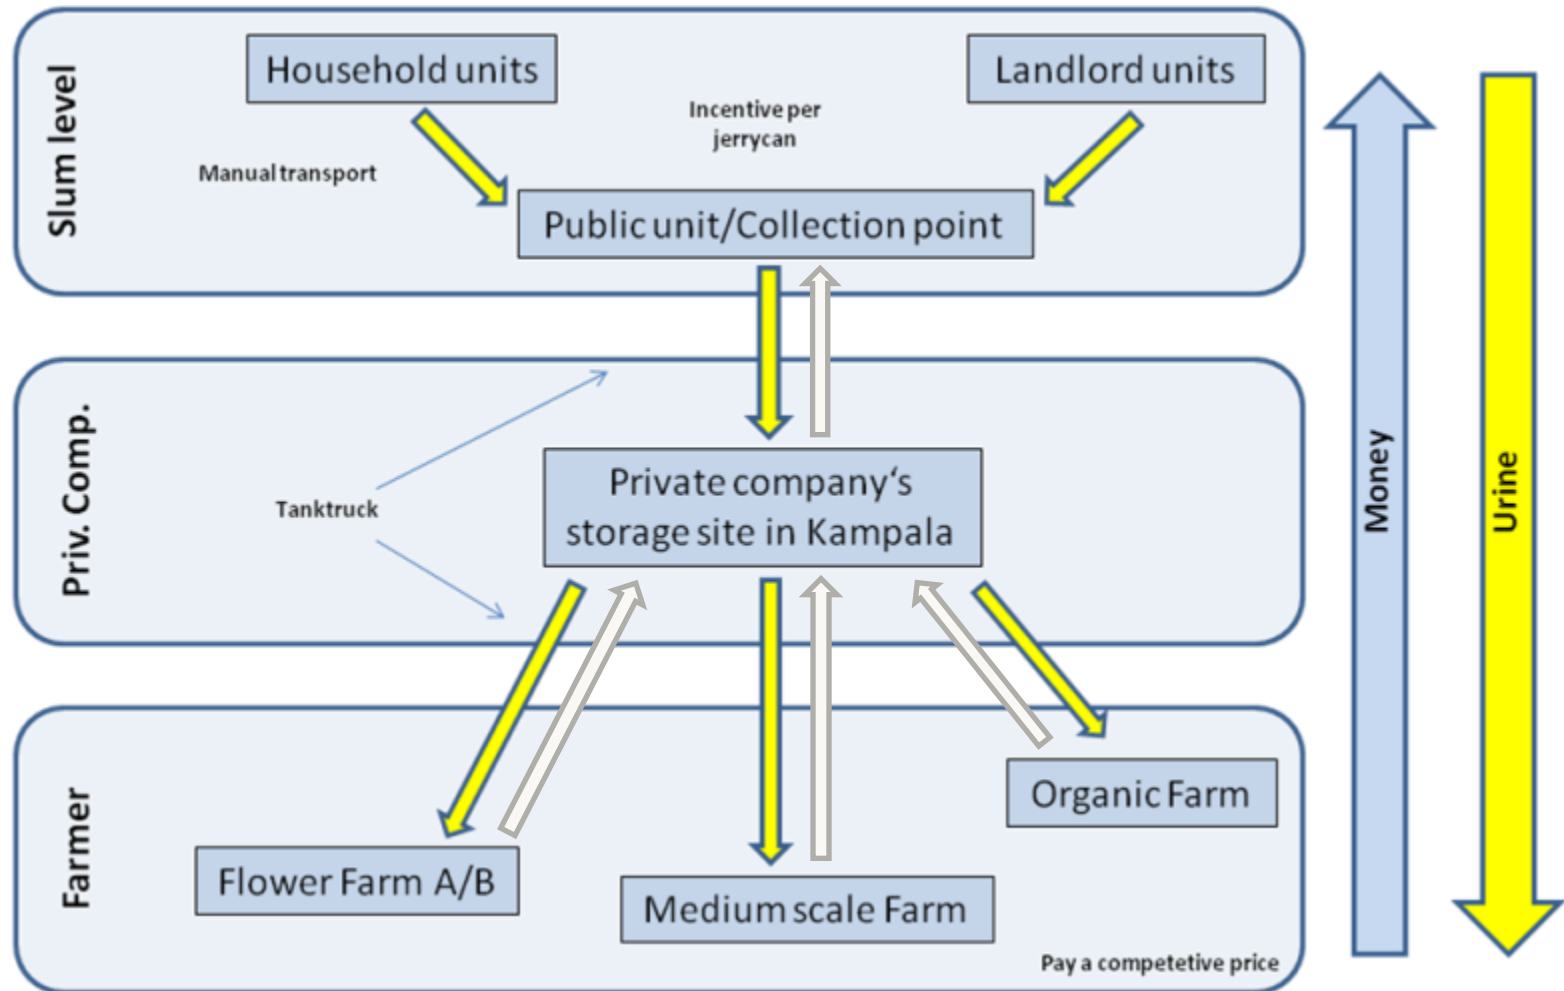 Slum level
Household units
Landlord units
Incentive per
jerrycan
Manual transport
Public unit/Collection point
Priv. Comp.
Private company‘s
storage site in Kampala
Tanktruck
Farmer
Organic Farm
Flower Farm A/B
Medium scale Farm
Pay a competetive price
Money
Urine